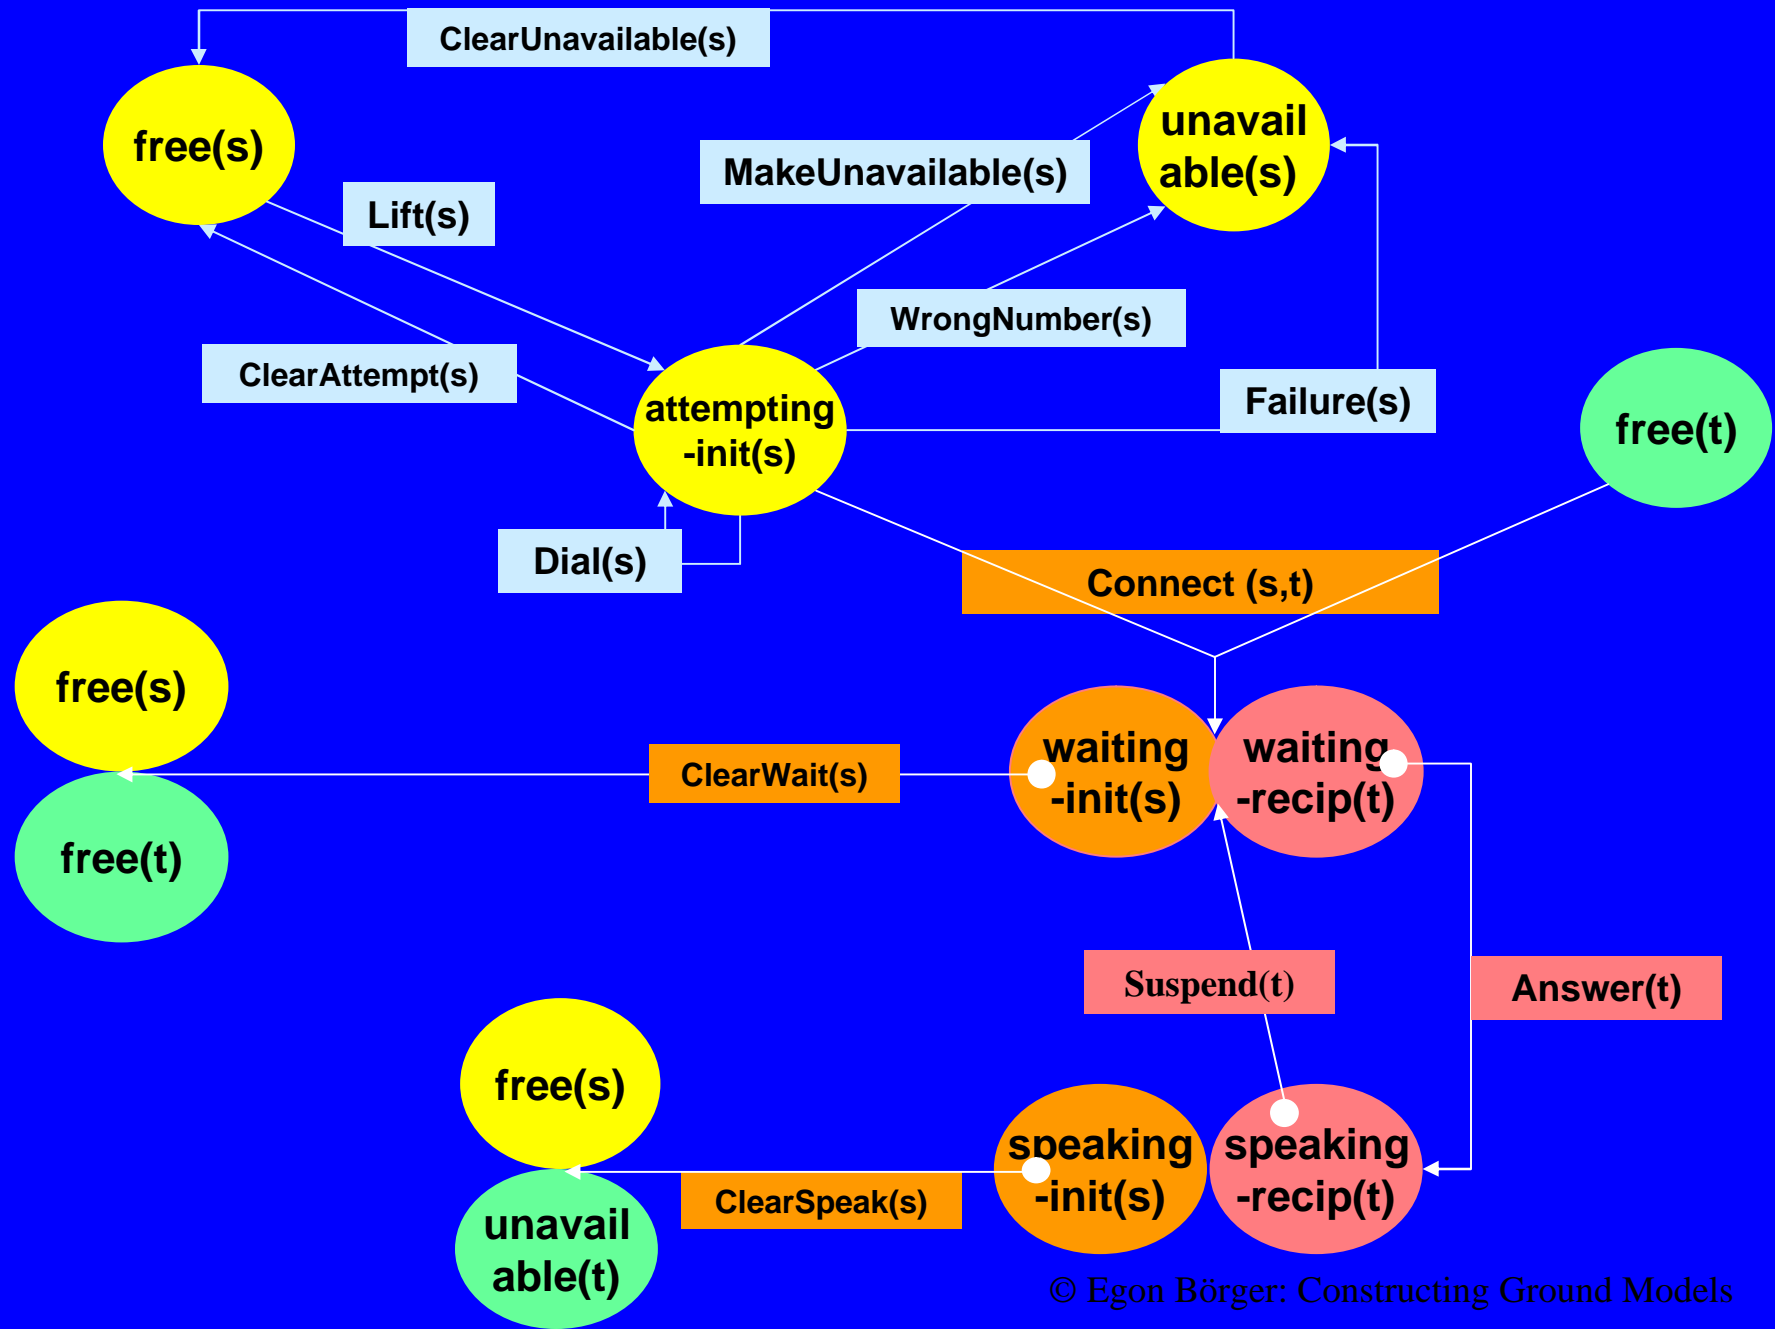 ClearUnavailable(s)
free(s)
unavail
able(s)
MakeUnavailable(s)
Lift(s)
WrongNumber(s)
ClearAttempt(s)
attempting
-init(s)
Failure(s)
free(t)
Dial(s)
Connect (s,t)
free(s)
waiting
-init(s)
waiting
-recip(t)
ClearWait(s)
free(t)
Suspend(t)
Answer(t)
free(s)
speaking
-init(s)
speaking
-recip(t)
ClearSpeak(s)
unavail
able(t)
© Egon Börger: Constructing Ground Models